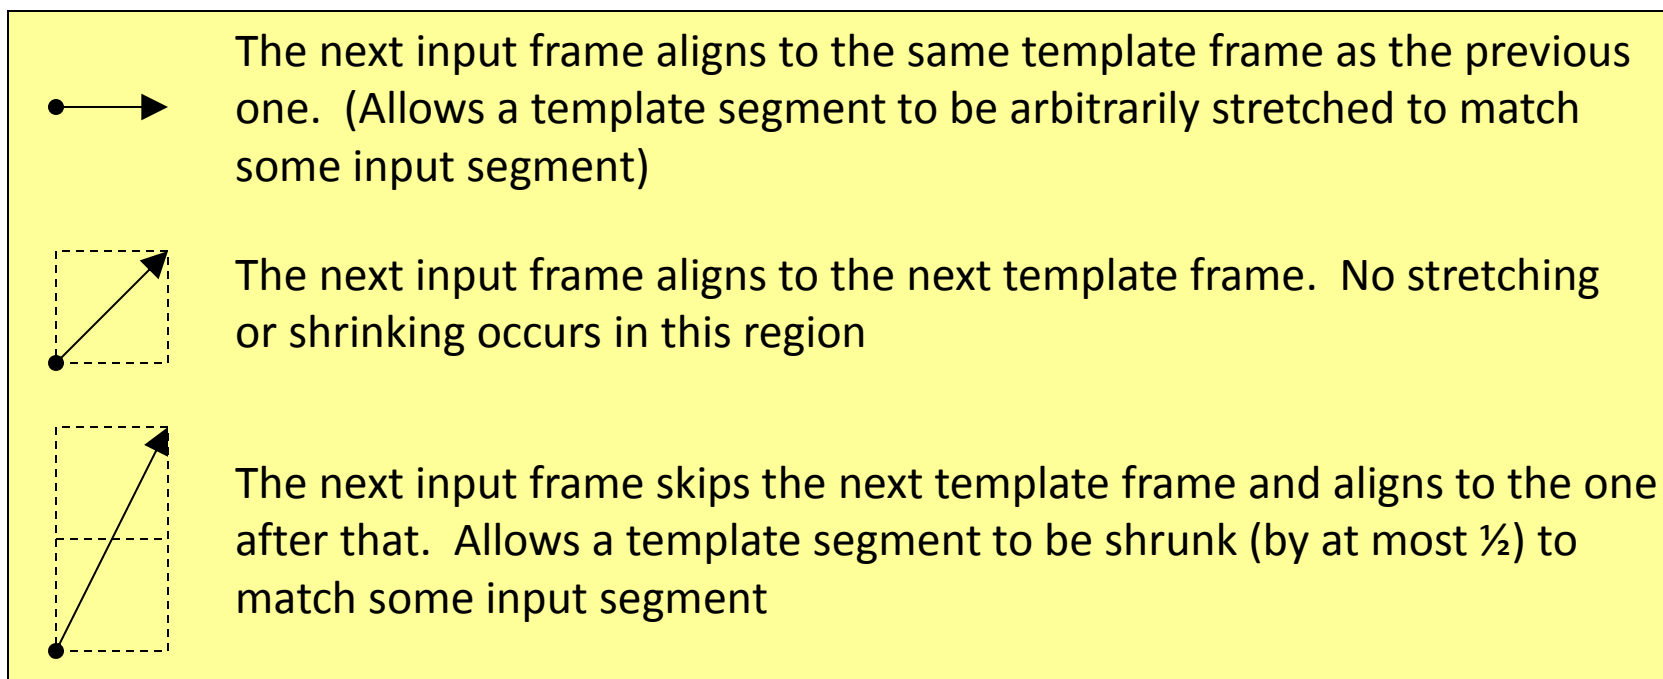 The next input frame aligns to the same template frame as the previous
one.  (Allows a template segment to be arbitrarily stretched to match
some input segment)
The next input frame aligns to the next template frame.  No stretching
or shrinking occurs in this region
The next input frame skips the next template frame and aligns to the one
after that.  Allows a template segment to be shrunk (by at most ½) to
match some input segment